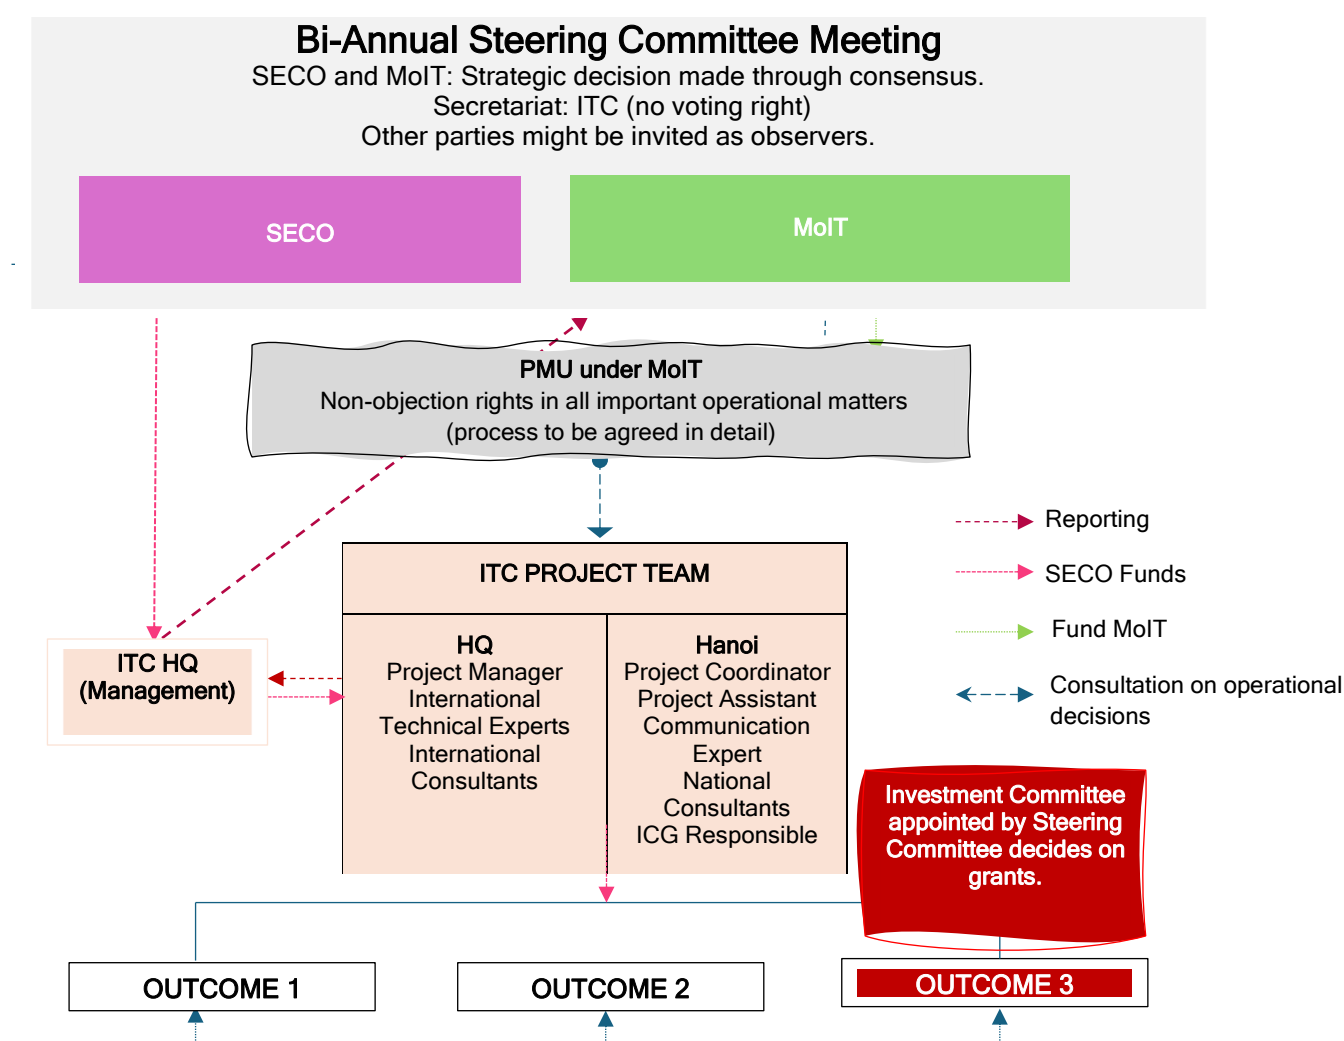 Bi-Annual Steering Committee Meeting
SECO and MoIT: Strategic decision made through consensus.
Secretariat: ITC (no voting right)
Other parties might be invited as observers.
SECO
MoIT
PMU under MoIT
Non-objection rights in all important operational matters
(process to be agreed in detail)
Reporting
SECO Funds
Fund MoIT
Consultation on operational
decisions
ITC PROJECT TEAM
ITC HQ
(Management)
HQ
Project Manager
International
Technical Experts
International
Consultants
Hanoi
Project Coordinator
Project Assistant
Communication
Expert
National
Consultants
ICG Responsible
Investment Committee
appointed by Steering
Committee decides on
grants.
OUTCOME 1
OUTCOME 2
OUTCOME 3